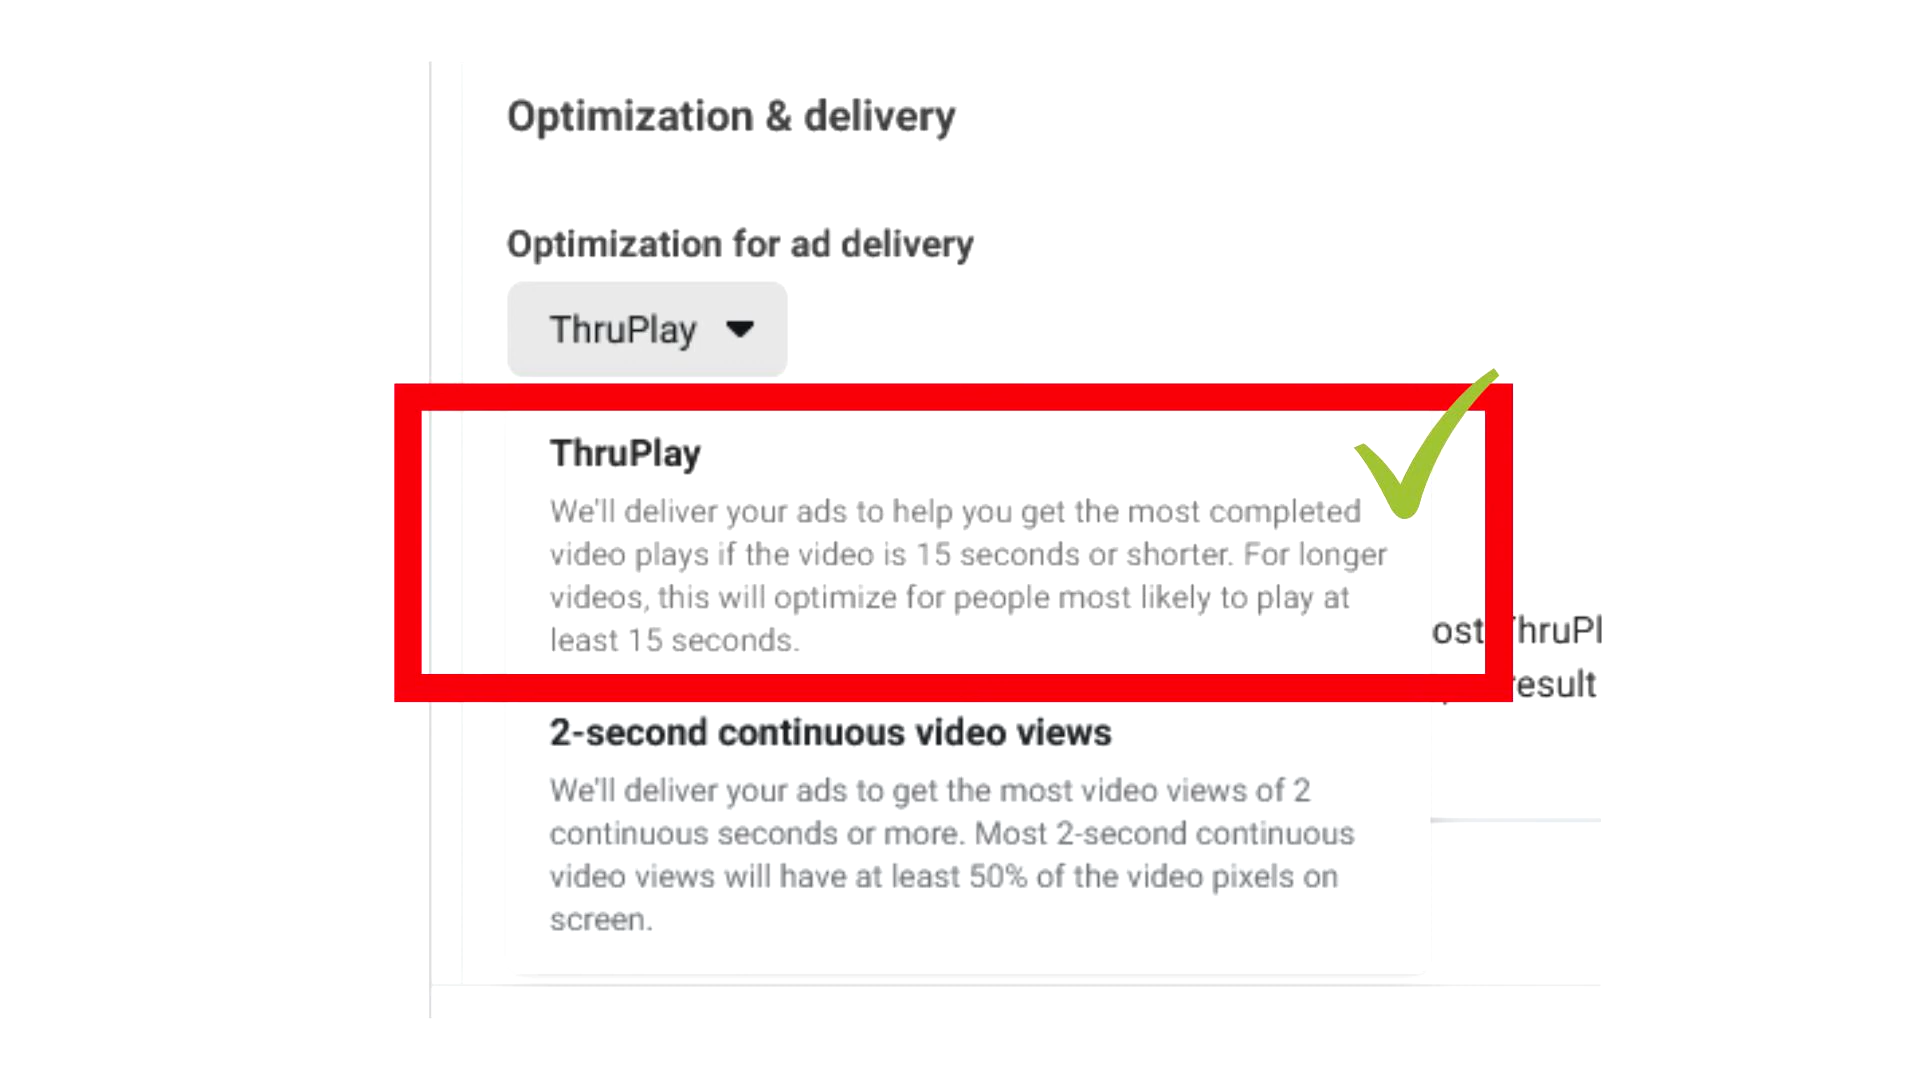 Optimization & delivery
Optimization for ad delivery
ThruPlay
ThruPlay
We'll deliver your ads to help you get the most completed
video plays if the video is 15 seconds or shorter. For longer
videos, this will optimize for people most likely to play at
least 15 seconds.
ost ThruPl
result
2-second continuous video views
We'll deliver your ads to get the most video views of 2
continuous seconds or more. Most 2-second continuous
video views will have at least 50% of the video pixels on
screen.